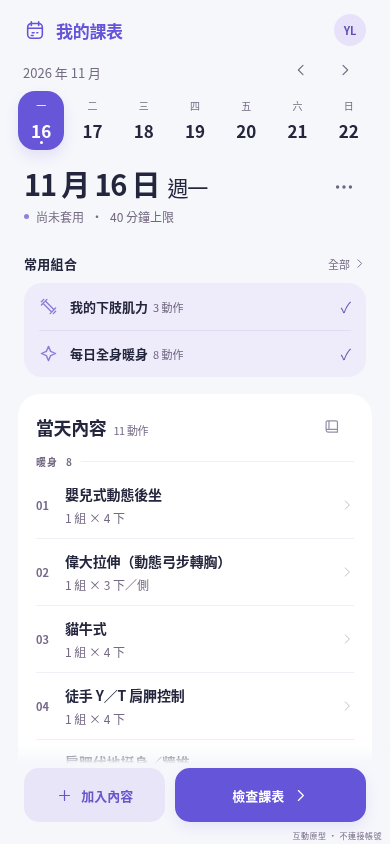 我的課表
YL
2026 年 11 月
一 二 三 四 五 六 日
16 17 18 19 20 21 22
11 月 16 日 週一
尚未套用 · 40 分鐘上限
常用組合 全部
我的下肢肌力 3 動作
每日全身暖身 8 動作
當天內容 11 動作
暖身 8
01 嬰兒式動態後坐
1 組 × 4 下
02 偉大拉伸（動態弓步轉胸）
1 組 × 3 下／側
03 貓牛式
1 組 × 4 下
04 徒手 Y／T 肩胛控制
1 組 × 4 下
加入內容
檢查課表
互動原型 · 不連接帳號